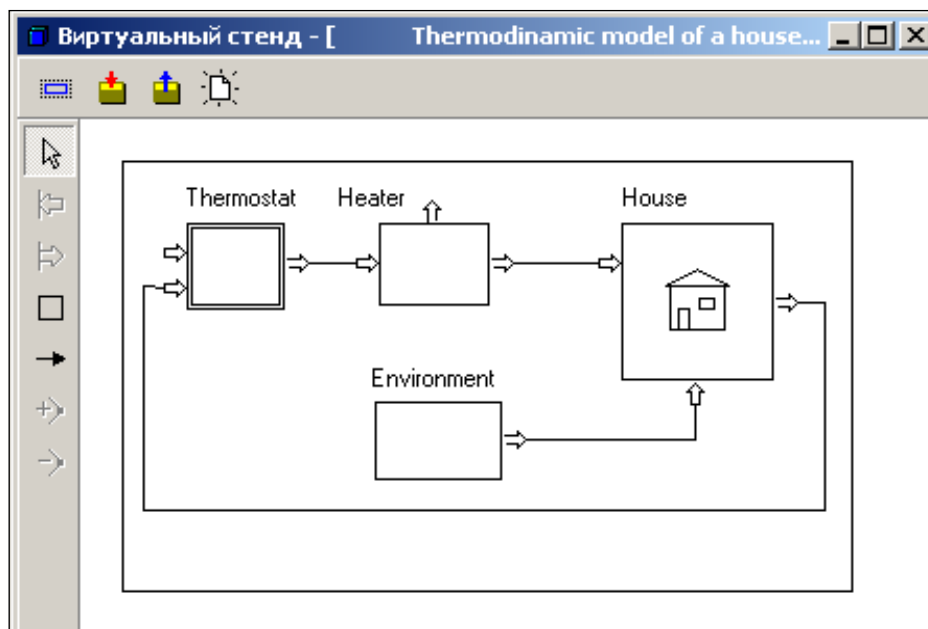 Виртуальный стенд - [ Thermodinamic model of a house...
Thermostat
Heater
House
Environment